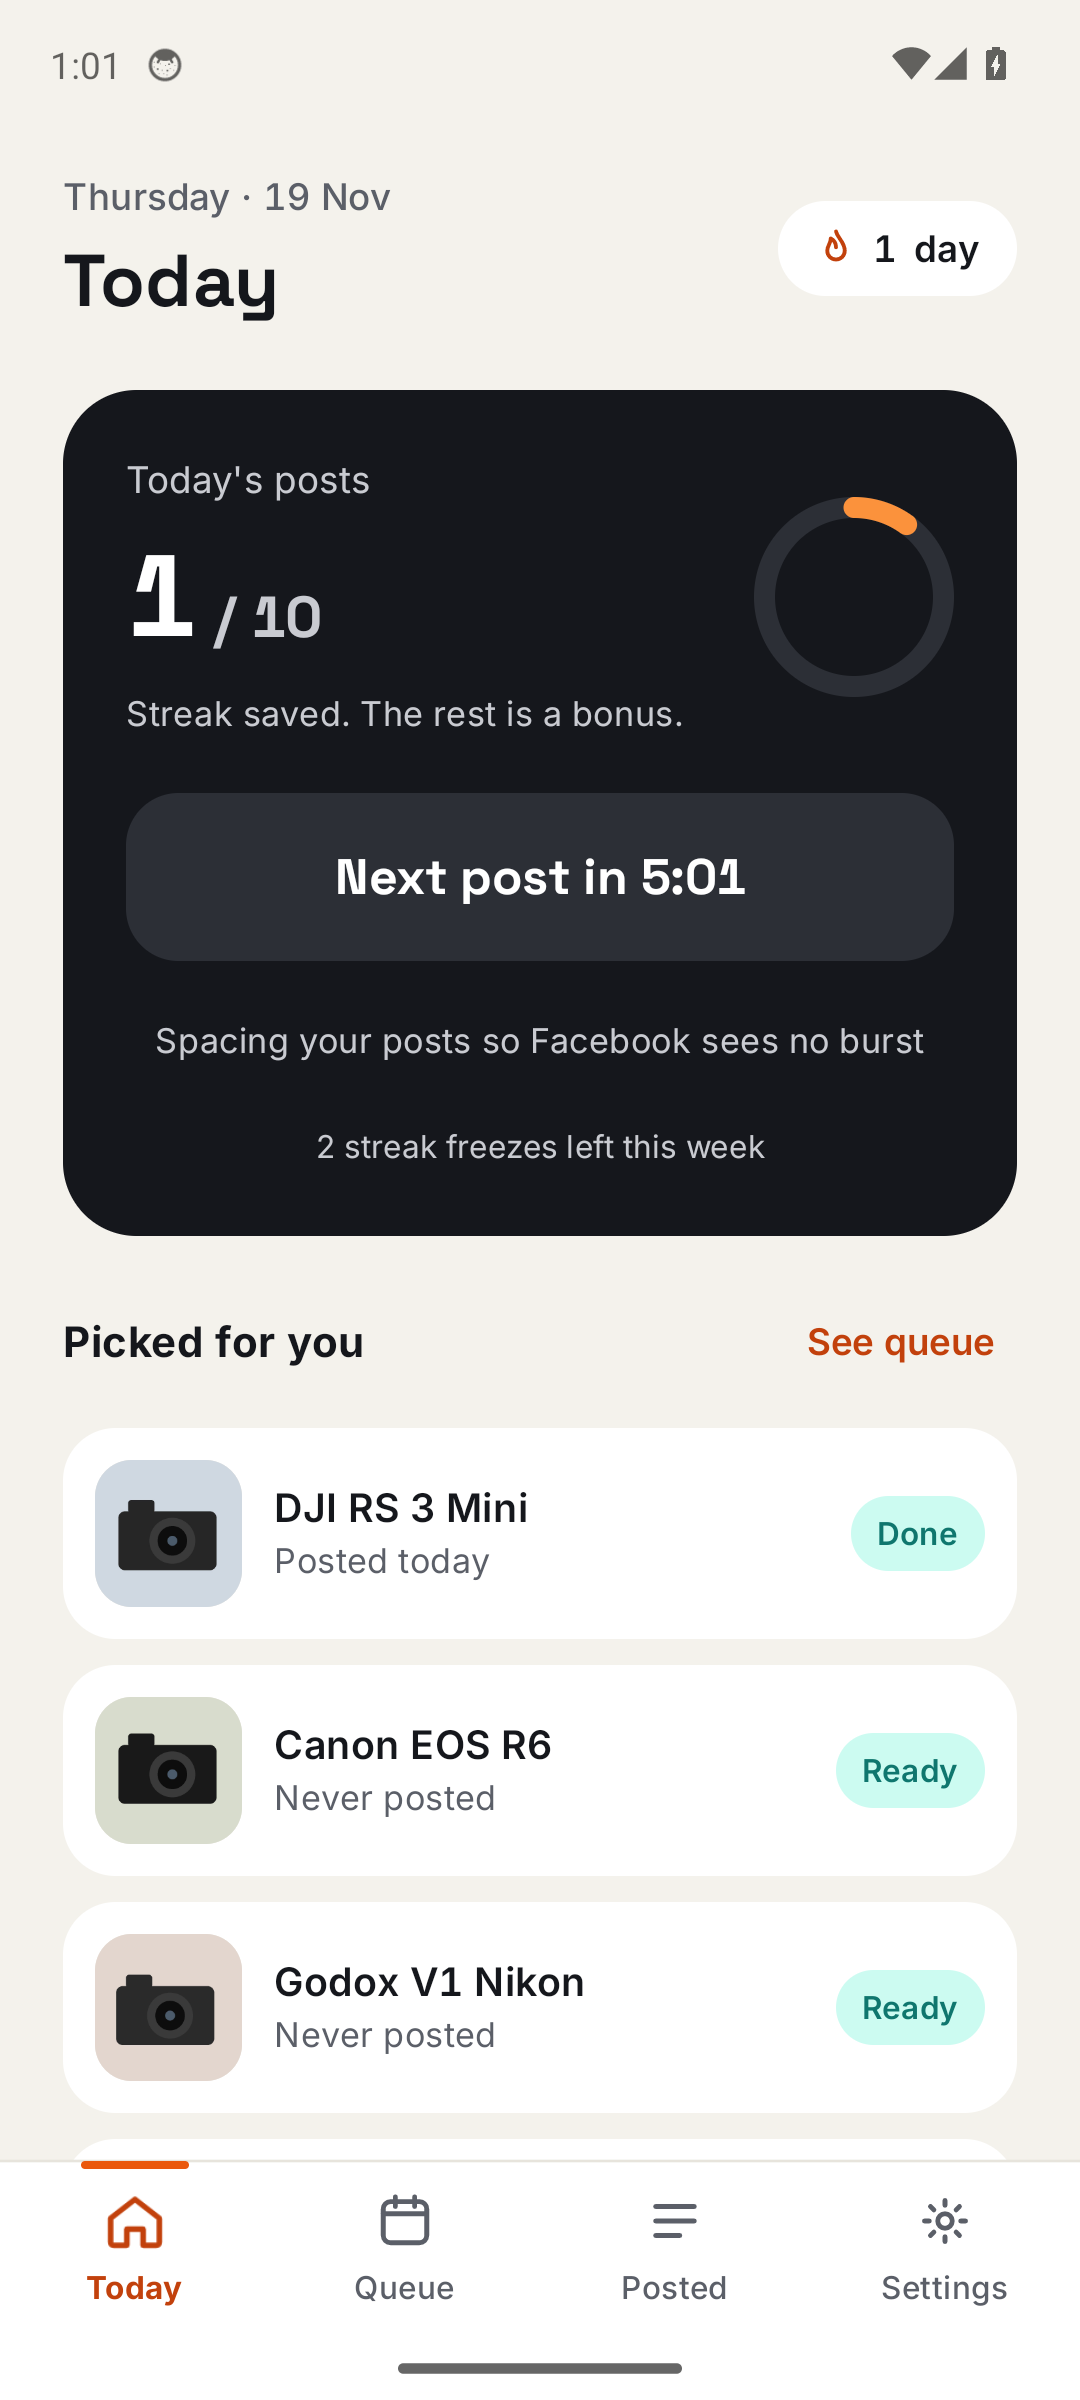 1:01
Thursday · 19 Nov
Today
1 day
Today's posts
1 / 10
Streak saved. The rest is a bonus.
Next post in 5:01
Spacing your posts so Facebook sees no burst
2 streak freezes left this week
Picked for you
See queue
DJI RS 3 Mini
Posted today
Done
Canon EOS R6
Never posted
Ready
Godox V1 Nikon
Never posted
Ready
Today
Queue
Posted
Settings